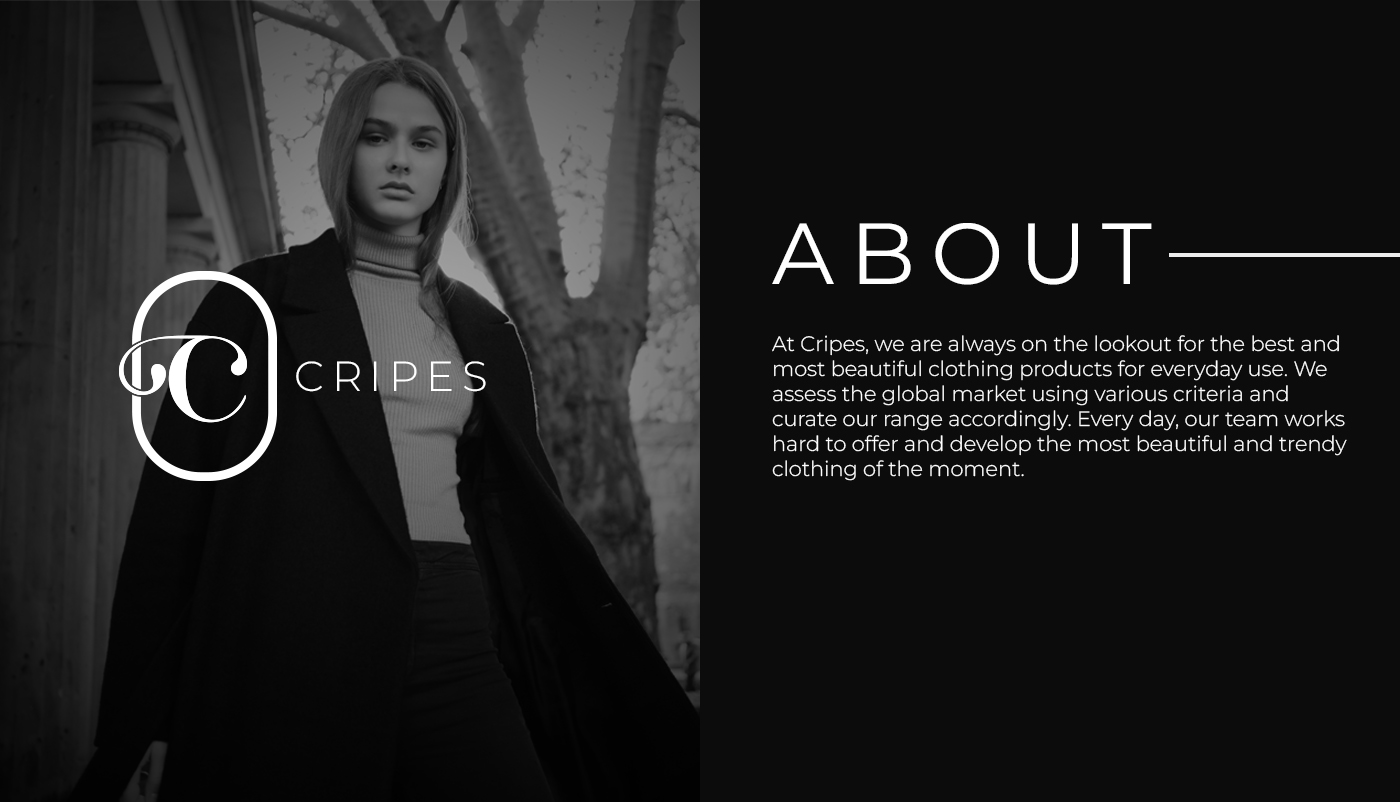 C
CRIPES
ABOUT
At Cripes, we are always on the lookout for the best and
most beautiful clothing products for everyday use. We
assess the global market using various criteria and
curate our range accordingly. Every day, our team works
hard to offer and develop the most beautiful and trendy
clothing of the moment.